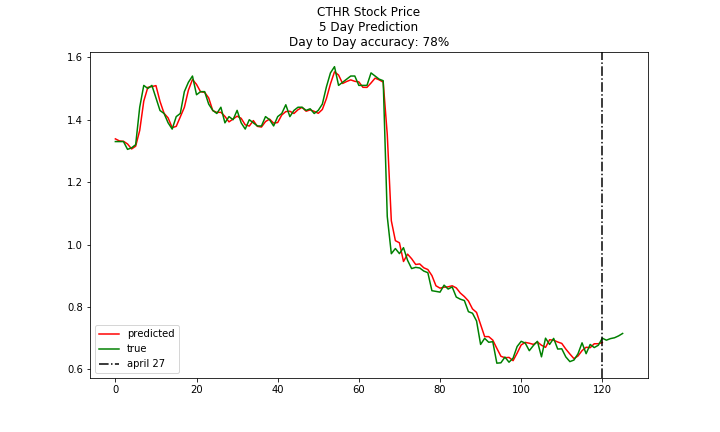 CTHR Stock Price
5 Day Prediction
Day to Day accuracy: 78%
1.6
1.4
1.2
1.0
0.8
0.6
predicted
true
april 27
0 20 40 60 80 100 120